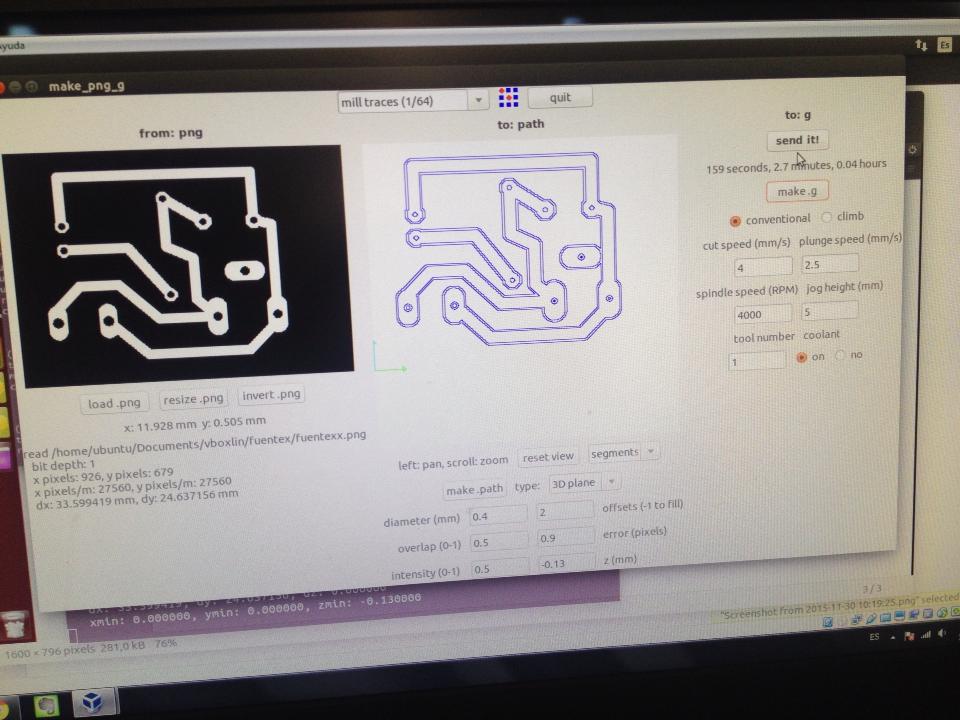 Ayuda
Es
make_png_g
mill traces (1/64)
quit
from: png
to: path
to: g
send it!
159 seconds, 2.7 minutes, 0.04 hours
make .g
conventional
climb
cut speed (mm/s)
plunge speed (mm/s)
4
2.5
spindle speed (RPM)
jog height (mm)
4000
5
tool number
coolant
1
on
no
load .png
resize .png
invert .png
x: 11.928 mm y: 0.505 mm
read /home/ubuntu/Documents/vboxlin/fuentex/fuentexx.png
bit depth: 1
x pixels: 926, y pixels: 679
x pixels/m: 27560, y pixels/m: 27560
dx: 33.599419 mm, dy: 24.637156 mm
left: pan, scroll: zoom
reset view
segments
make .path
type:
3D plane
diameter (mm)
0.4
2
offsets (-1 to fill)
overlap (0-1)
0.5
0.9
error (pixels)
intensity (0-1)
0.5
-0.13
z (mm)
xmin: 0.000000, ymin: 0.000000, zmin: -0.130000
3 / 3
"Screenshot from 2015-11-30 10:19:25.png" selected
1600 × 796 pixels 281,0 kB 76%
ES